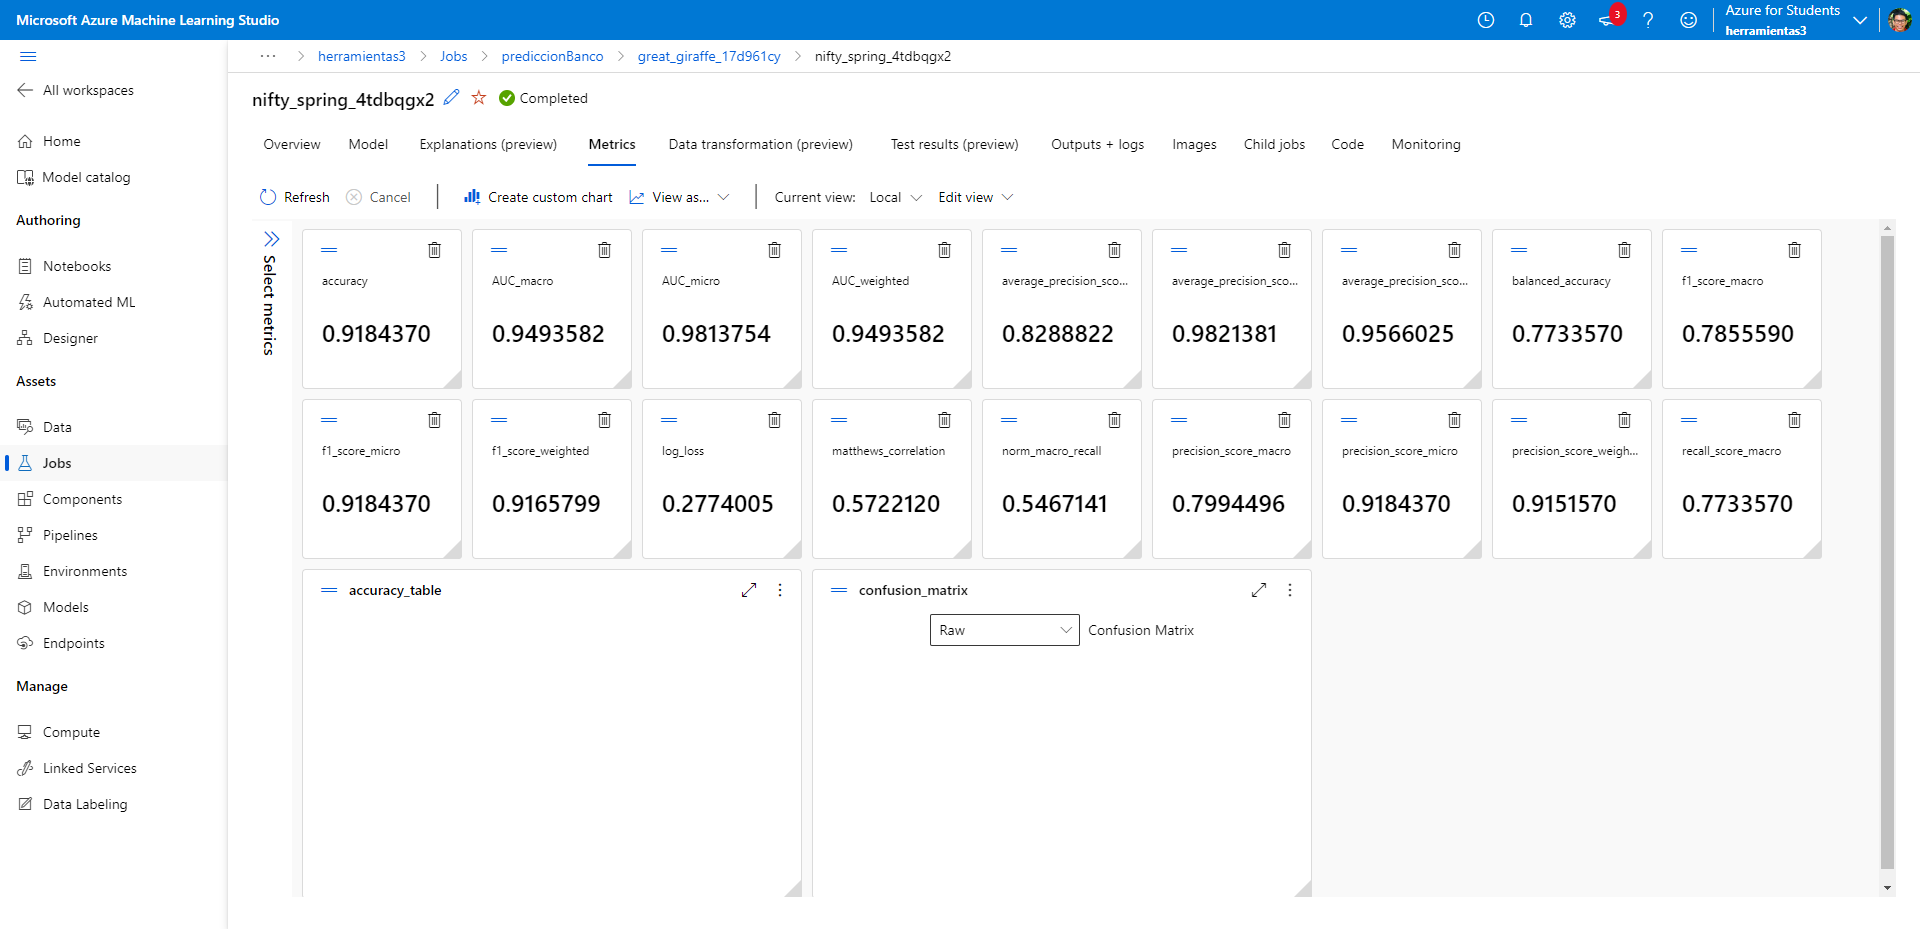 Microsoft Azure Machine Learning Studio
3
Azure for Students
herramientas3
All workspaces
Home
Model catalog
Authoring
Notebooks
Automated ML
Designer
Assets
Data
Jobs
Components
Pipelines
Environments
Models
Endpoints
Manage
Compute
Linked Services
Data Labeling
··· > herramientas3 > Jobs > prediccionBanco > great_giraffe_17d961cy > nifty_spring_4tdbqgx2
nifty_spring_4tdbqgx2 Completed
Overview Model Explanations (preview) Metrics Data transformation (preview) Test results (preview) Outputs + logs Images Child jobs Code Monitoring
Refresh Cancel Create custom chart View as... Current view: Local Edit view
Select metrics
accuracy
0.9184370
AUC_macro
0.9493582
AUC_micro
0.9813754
AUC_weighted
0.9493582
average_precision_sco...
0.8288822
average_precision_sco...
0.9821381
average_precision_sco...
0.9566025
balanced_accuracy
0.7733570
f1_score_macro
0.7855590
f1_score_micro
0.9184370
f1_score_weighted
0.9165799
log_loss
0.2774005
matthews_correlation
0.5722120
norm_macro_recall
0.5467141
precision_score_macro
0.7994496
precision_score_micro
0.9184370
precision_score_weigh...
0.9151570
recall_score_macro
0.7733570
accuracy_table
confusion_matrix
Raw Confusion Matrix